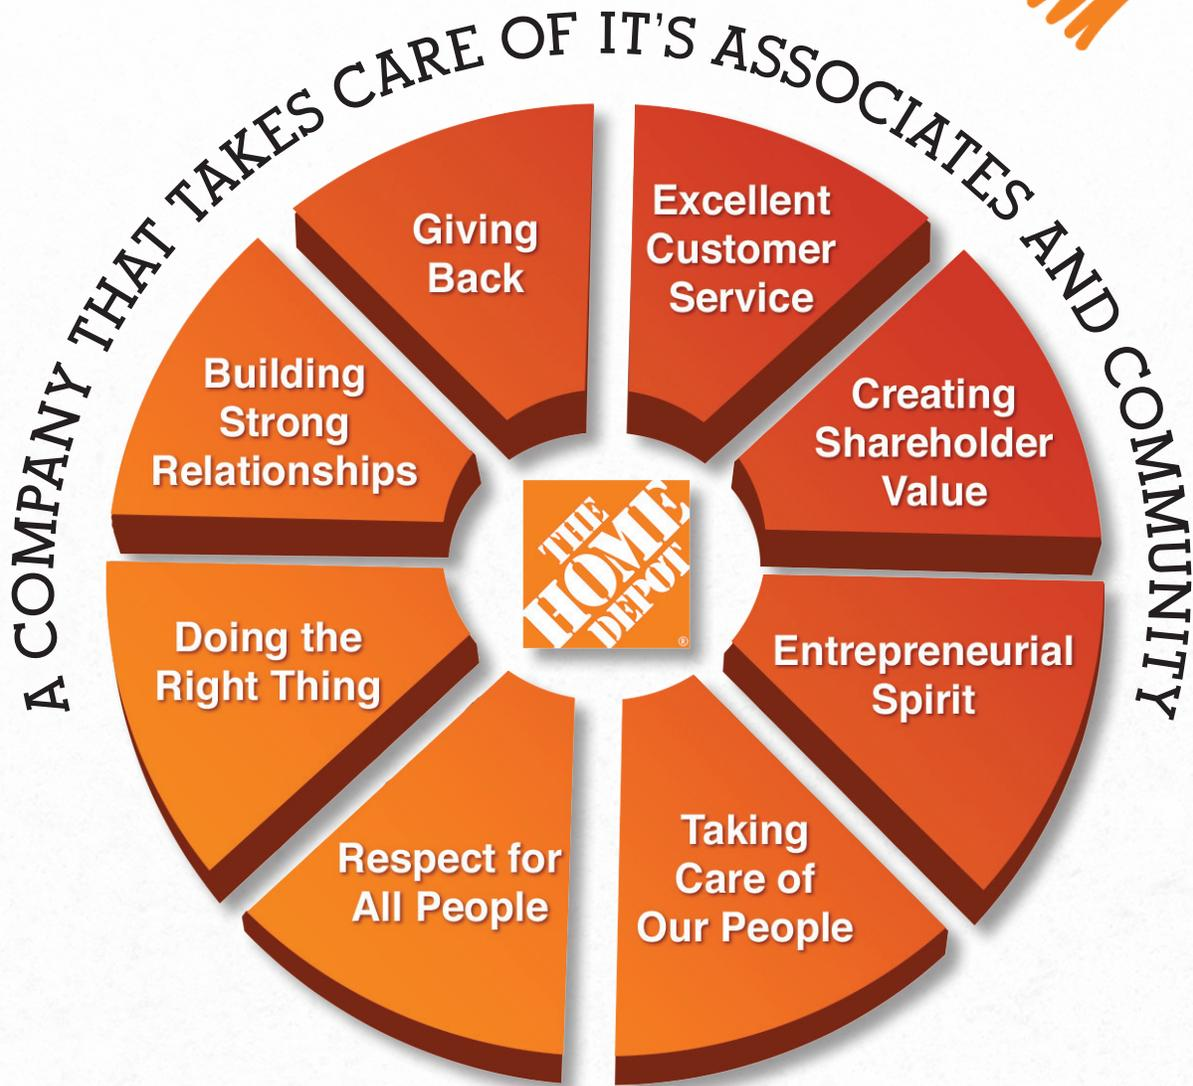 A COMPANY THAT TAKES CARE OF IT'S ASSOCIATES AND COMMUNITY
Giving
Back
Excellent
Customer
Service
Creating
Shareholder
Value
Entrepreneurial
Spirit
Taking
Care of
Our People
Respect for
All People
Doing the
Right Thing
Building
Strong
Relationships
THE
HOME
DEPOT
®